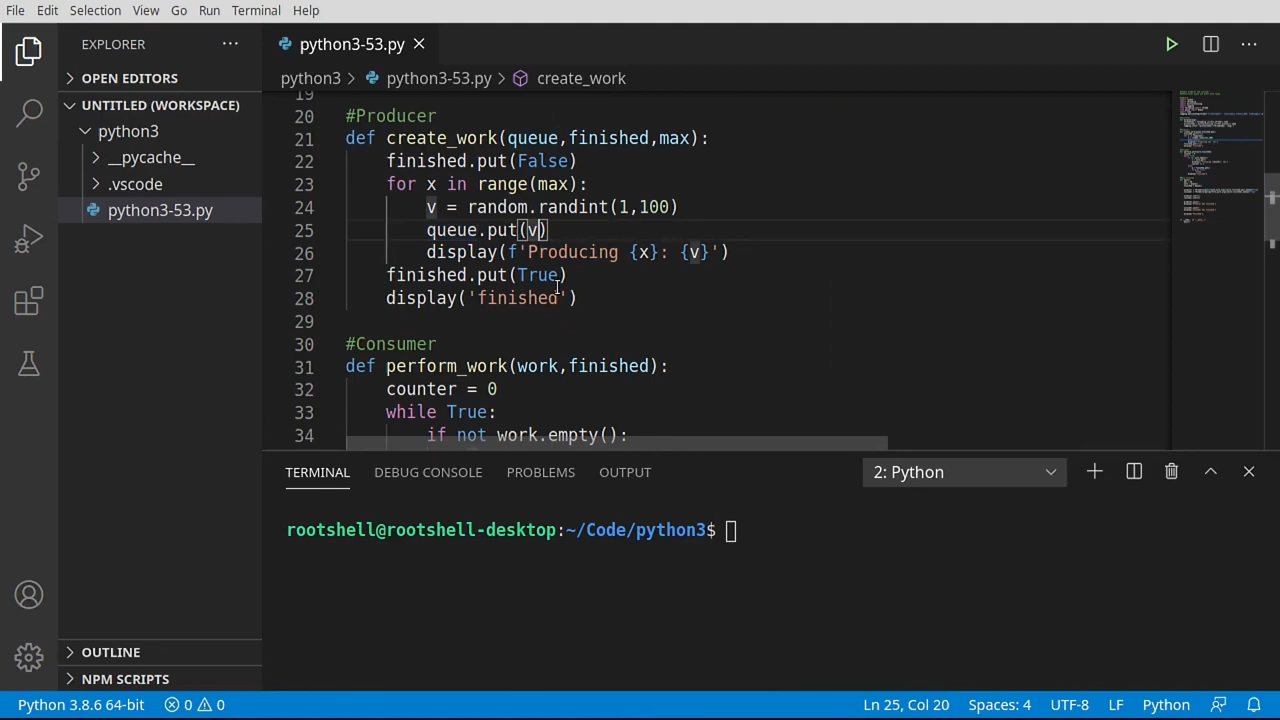 File Edit Selection View Go Run Terminal Help
EXPLORER
python3-53.py
OPEN EDITORS
UNTITLED (WORKSPACE)
python3
__pycache__
.vscode
python3-53.py
OUTLINE
NPM SCRIPTS
python3 > python3-53.py > create_work
19
20 #Producer
21 def create_work(queue,finished,max):
22 finished.put(False)
23 for x in range(max):
24 v = random.randint(1,100)
25 queue.put(v)
26 display(f'Producing {x}: {v}')
27 finished.put(True)
28 display('finished')
29
30 #Consumer
31 def perform_work(work,finished):
32 counter = 0
33 while True:
34 if not work.empty():
TERMINAL DEBUG CONSOLE PROBLEMS OUTPUT 2: Python
rootshell@rootshell-desktop:~/Code/python3$
Python 3.8.6 64-bit 0 0 Ln 25, Col 20 Spaces: 4 UTF-8 LF Python